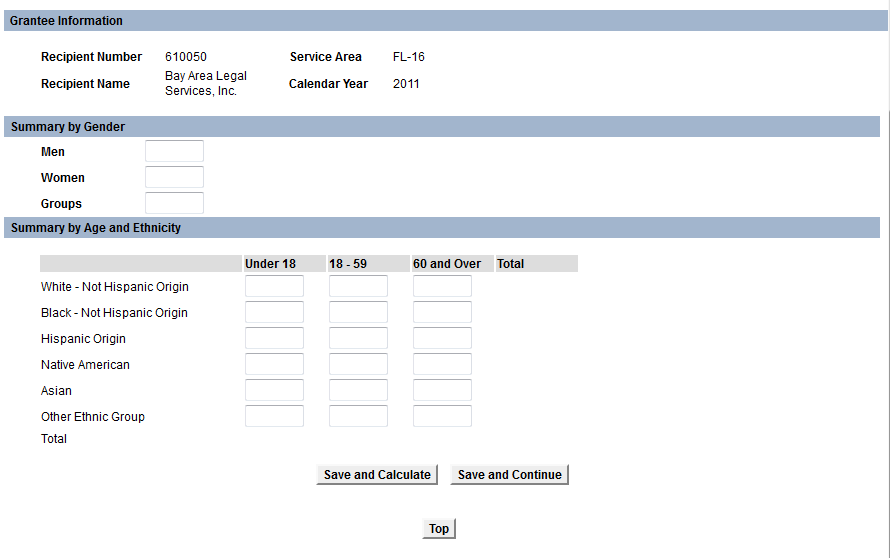 Grantee Information
Recipient Number 610050 Service Area FL-16
Recipient Name Bay Area Legal Services, Inc. Calendar Year 2011
Summary by Gender
Men
Women
Groups
Summary by Age and Ethnicity
Under 18 18 - 59 60 and Over Total
White - Not Hispanic Origin
Black - Not Hispanic Origin
Hispanic Origin
Native American
Asian
Other Ethnic Group
Total
Save and Calculate Save and Continue
Top